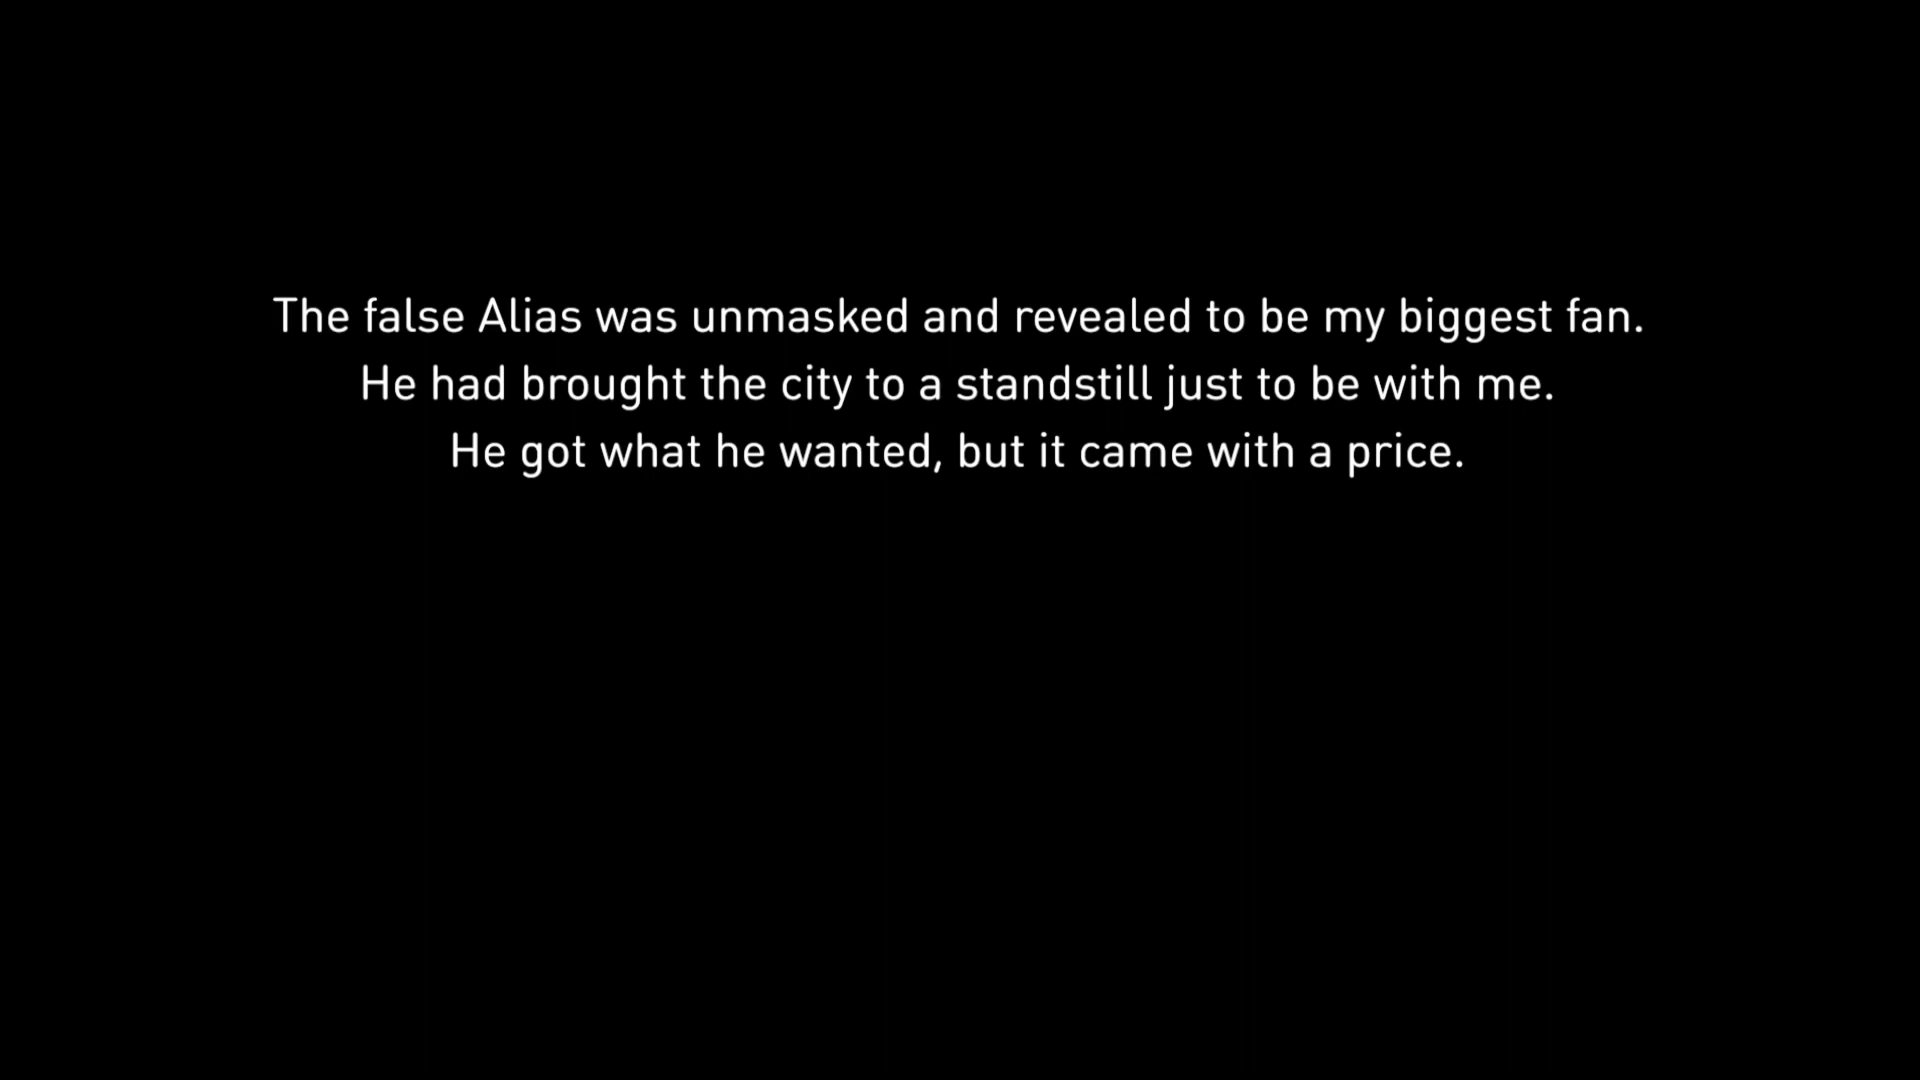 The false Alias was unmasked and revealed to be my biggest fan.
He had brought the city to a standstill just to be with me.
He got what he wanted, but it came with a price.